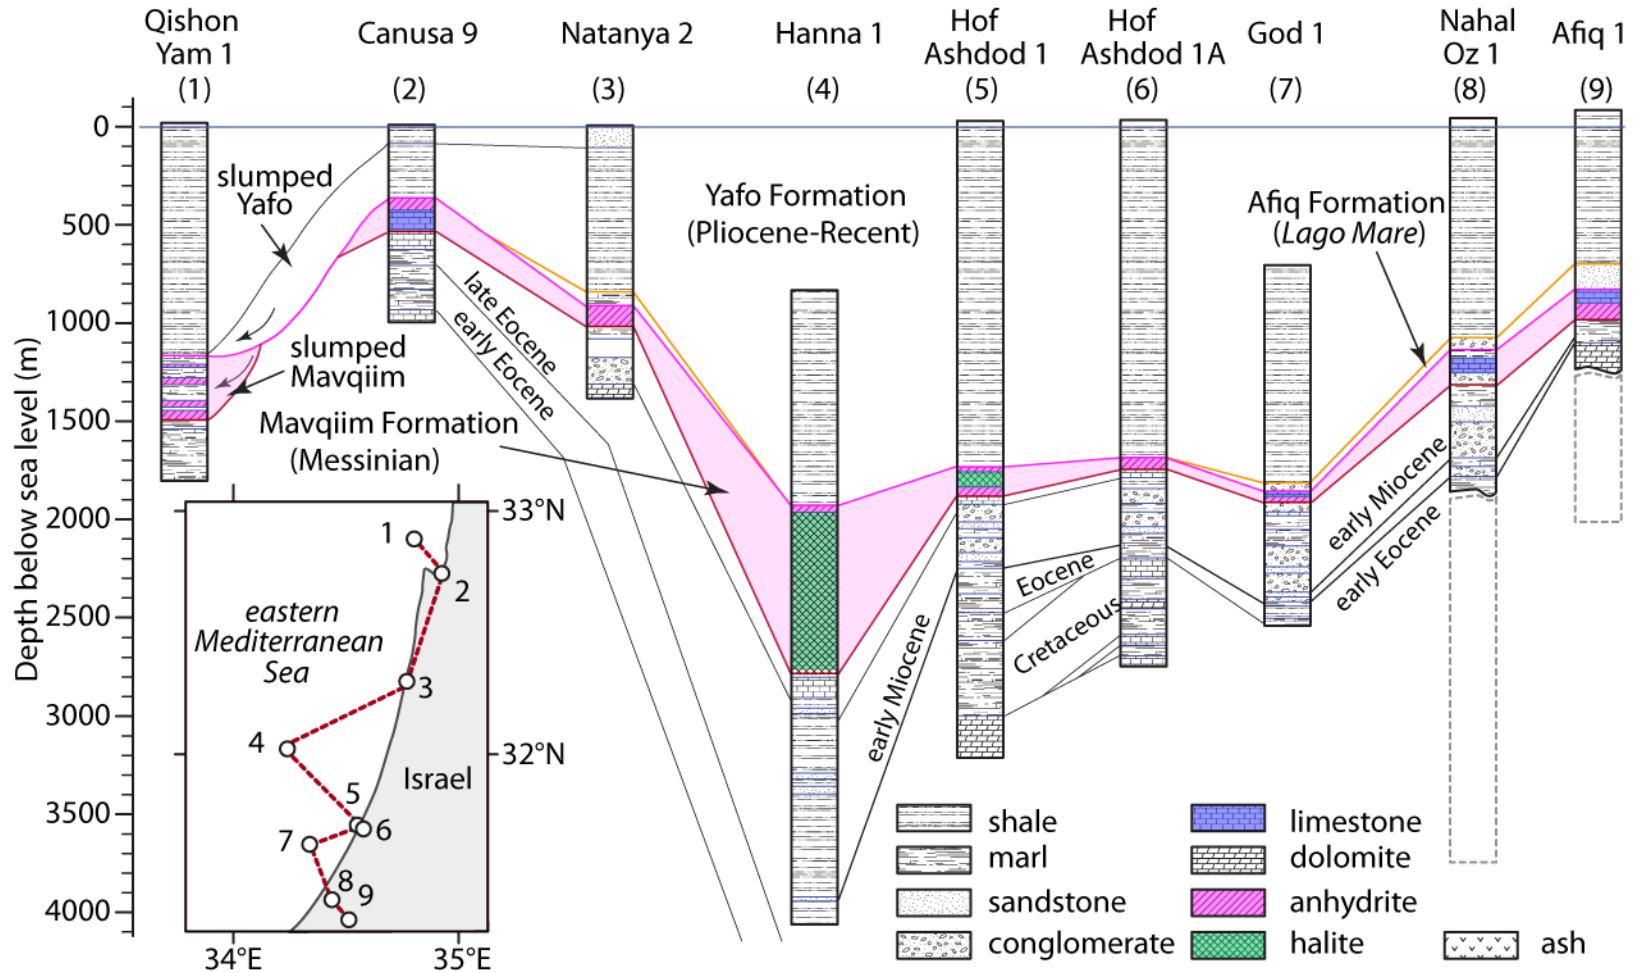 Qishon
Yam 1
(1)
Canusa 9
(2)
Natanya 2
(3)
Hanna 1
(4)
Hof
Ashdod 1
(5)
Hof
Ashdod 1A
(6)
God 1
(7)
Nahal
Oz 1
(8)
Afiq 1
(9)
Depth below sea level (m)
0
500
1000
1500
2000
2500
3000
3500
4000
slumped
Yafo
slumped
Mavqiim
Yafo Formation
(Pliocene-Recent)
Afiq Formation
(Lago Mare)
late Eocene
early Eocene
Mavqiim Formation
(Messinian)
early Miocene
Eocene
Cretaceous
early Miocene
early Eocene
33°N
32°N
34°E
35°E
eastern
Mediterranean
Sea
Israel
1
2
3
4
5
6
7
8
9
shale
marl
sandstone
conglomerate
limestone
dolomite
anhydrite
halite
ash